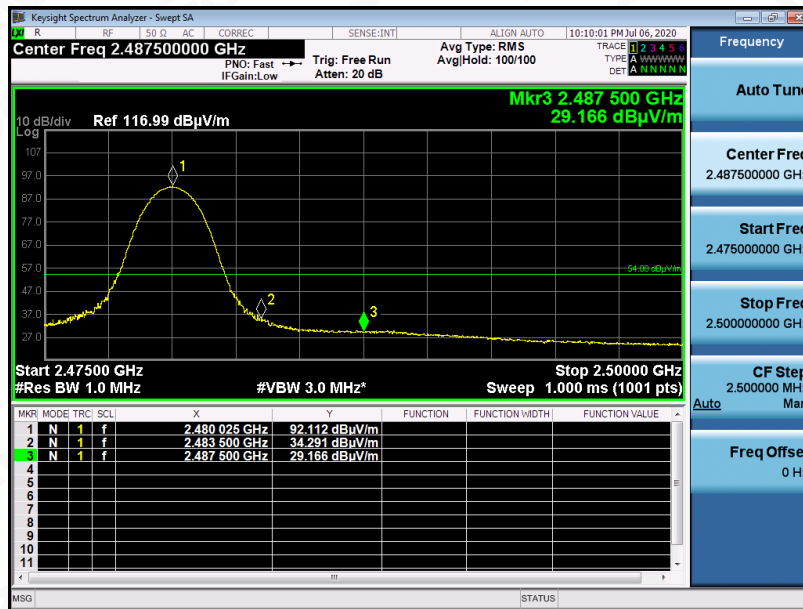 Keysight Spectrum Analyzer - Swept SA
LXI R RF 50 Ω AC CORREC SENSE:INT ALIGN AUTO 10:10:01 PM Jul 06, 2020
Center Freq 2.487500000 GHz
PNO: Fast
IFGain:Low
Trig: Free Run
Atten: 20 dB
Avg Type: RMS
Avg|Hold: 100/100
TRACE 1 2 3 4 5 6
TYPE A WWWWW
DET A N N N N N
Mkr3 2.487 500 GHz
29.166 dBµV/m
10 dB/div Ref 116.99 dBµV/m
Log
107
97.0
87.0
77.0
67.0
57.0
47.0
37.0
27.0
1
2
3
54.00 dBµV/m
Start 2.47500 GHz Stop 2.50000 GHz
#Res BW 1.0 MHz #VBW 3.0 MHz* Sweep 1.000 ms (1001 pts)
MKR MODE TRC SCL X Y FUNCTION FUNCTION WIDTH FUNCTION VALUE
1 N 1 f 2.480 025 GHz 92.112 dBµV/m
2 N 1 f 2.483 500 GHz 34.291 dBµV/m
3 N 1 f 2.487 500 GHz 29.166 dBµV/m
4
5
6
7
8
9
10
11
MSG STATUS
Frequency
Auto Tune
Center Freq
2.487500000 GHz
Start Freq
2.475000000 GHz
Stop Freq
2.500000000 GHz
CF Step
2.500000 MHz
Auto Man
Freq Offset
0 Hz